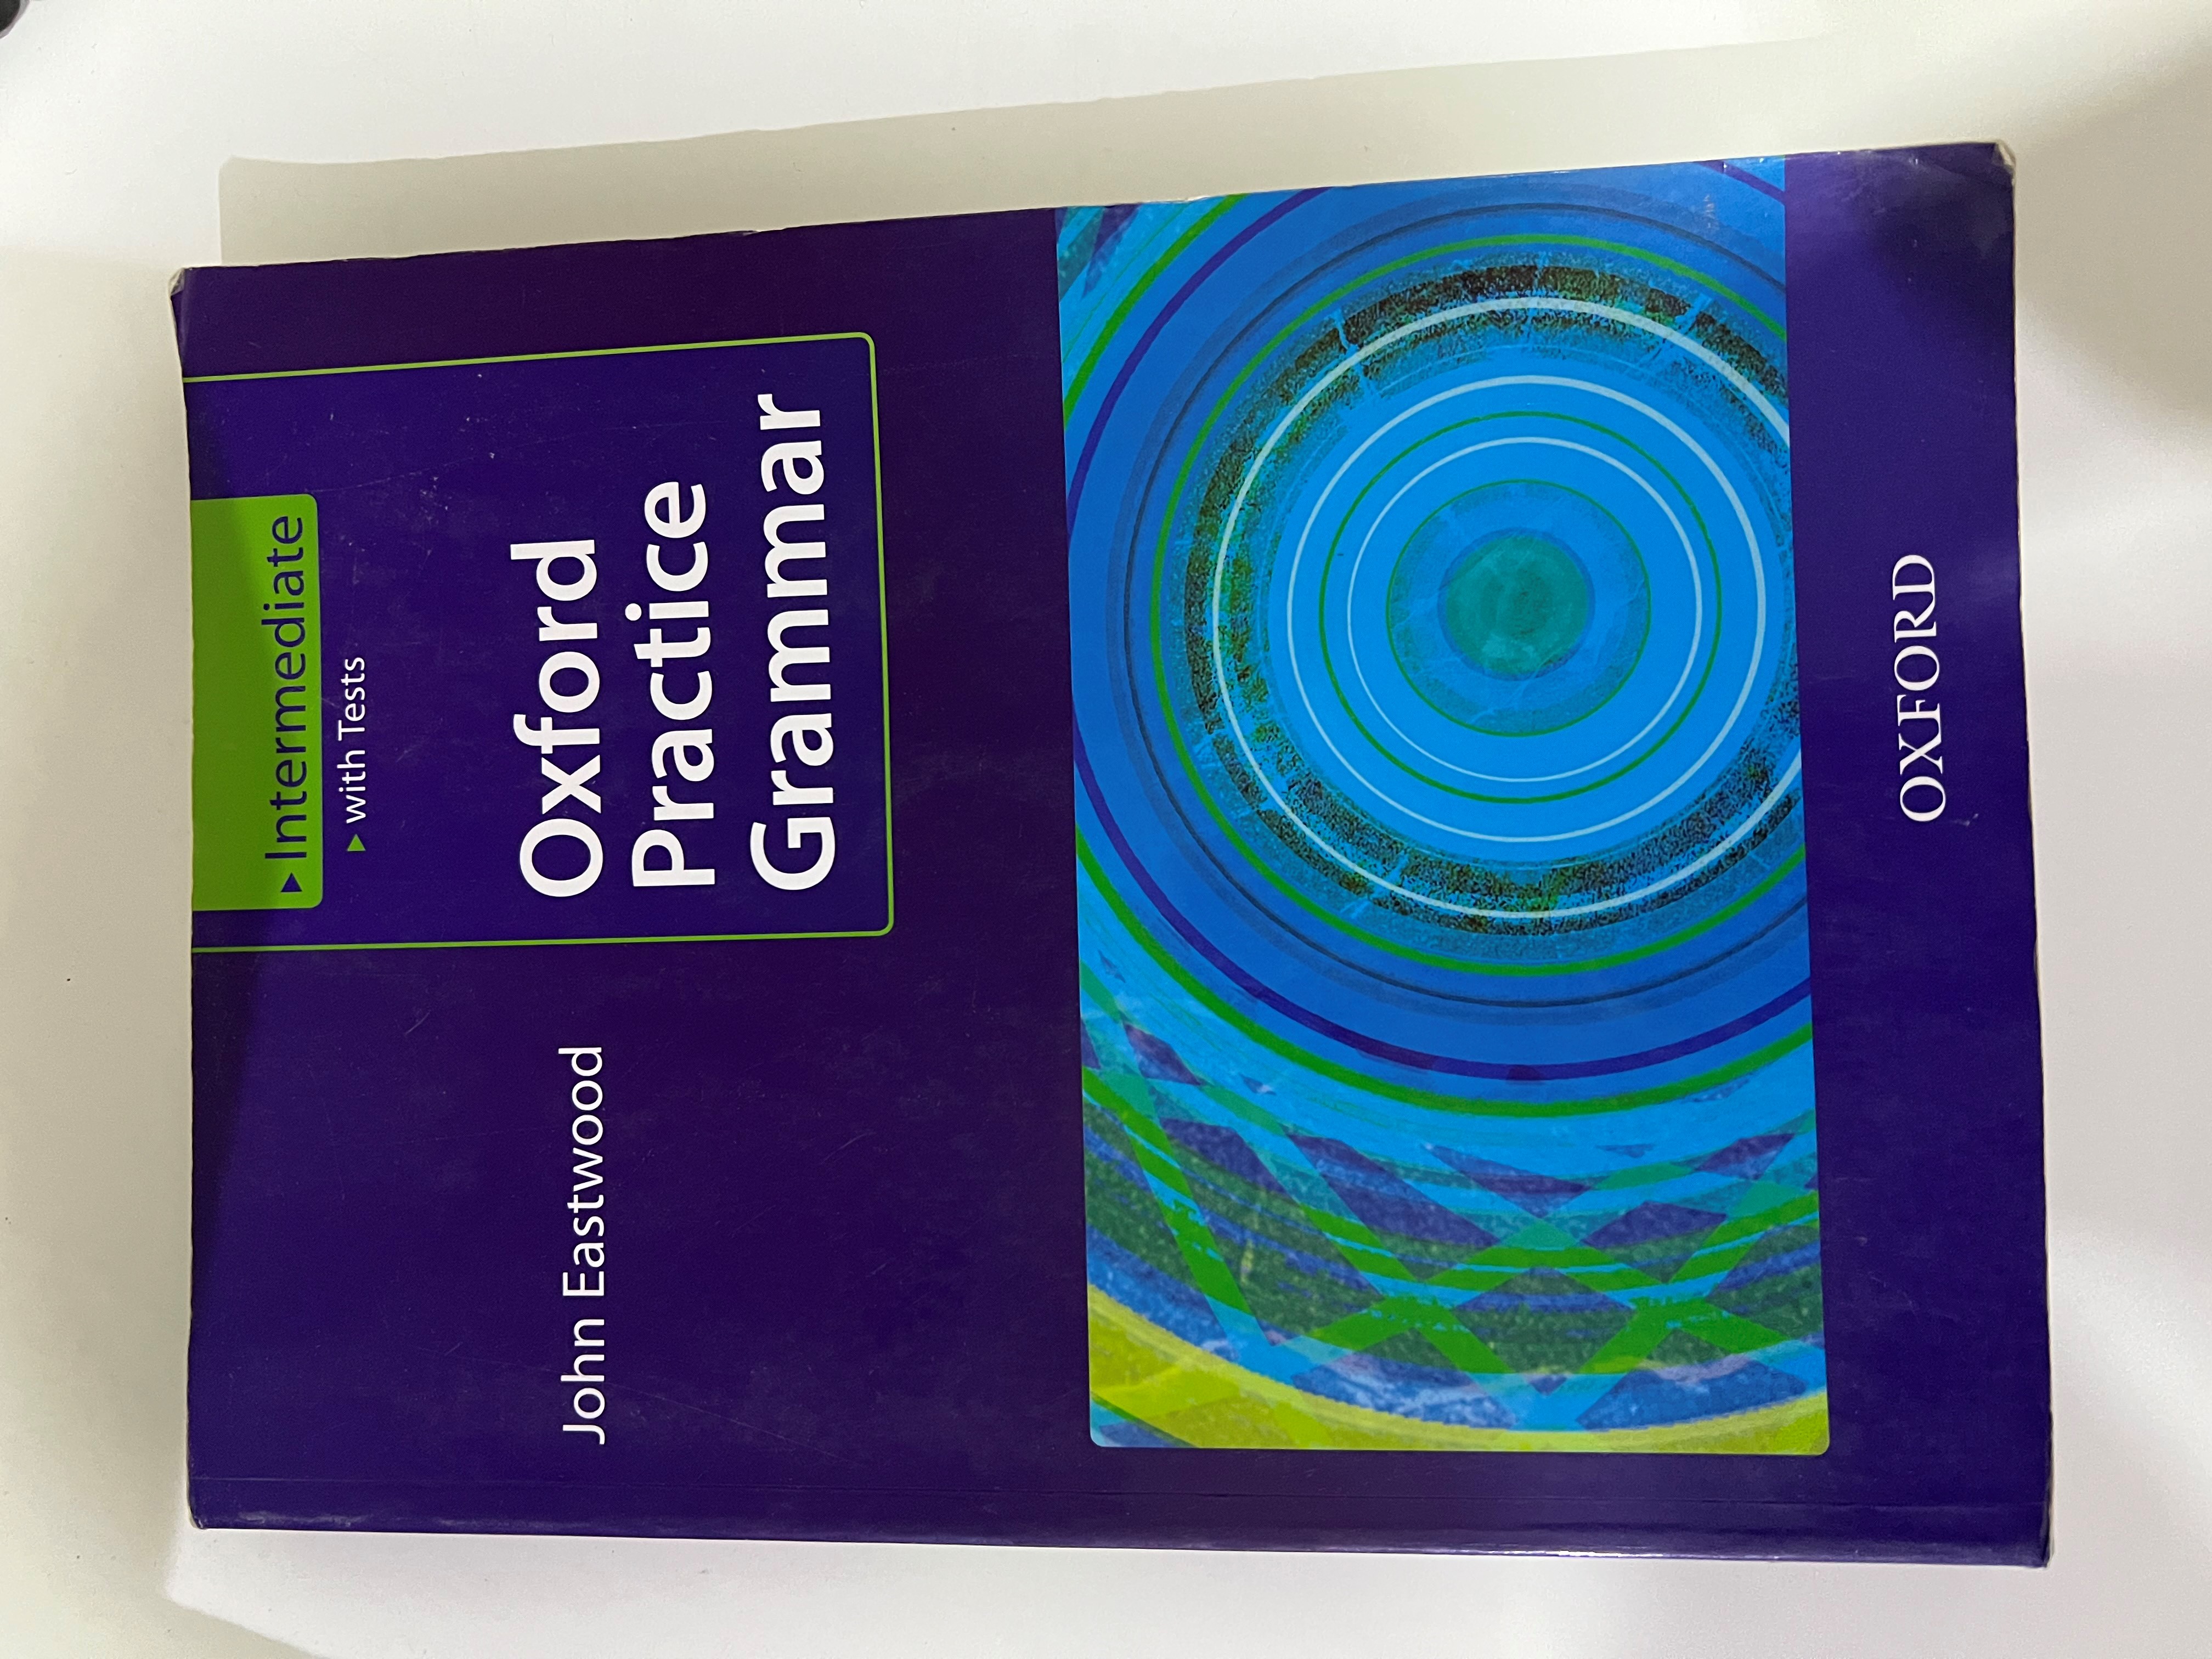 Intermediate
with Tests
Oxford
Practice
Grammar
John Eastwood
OXFORD